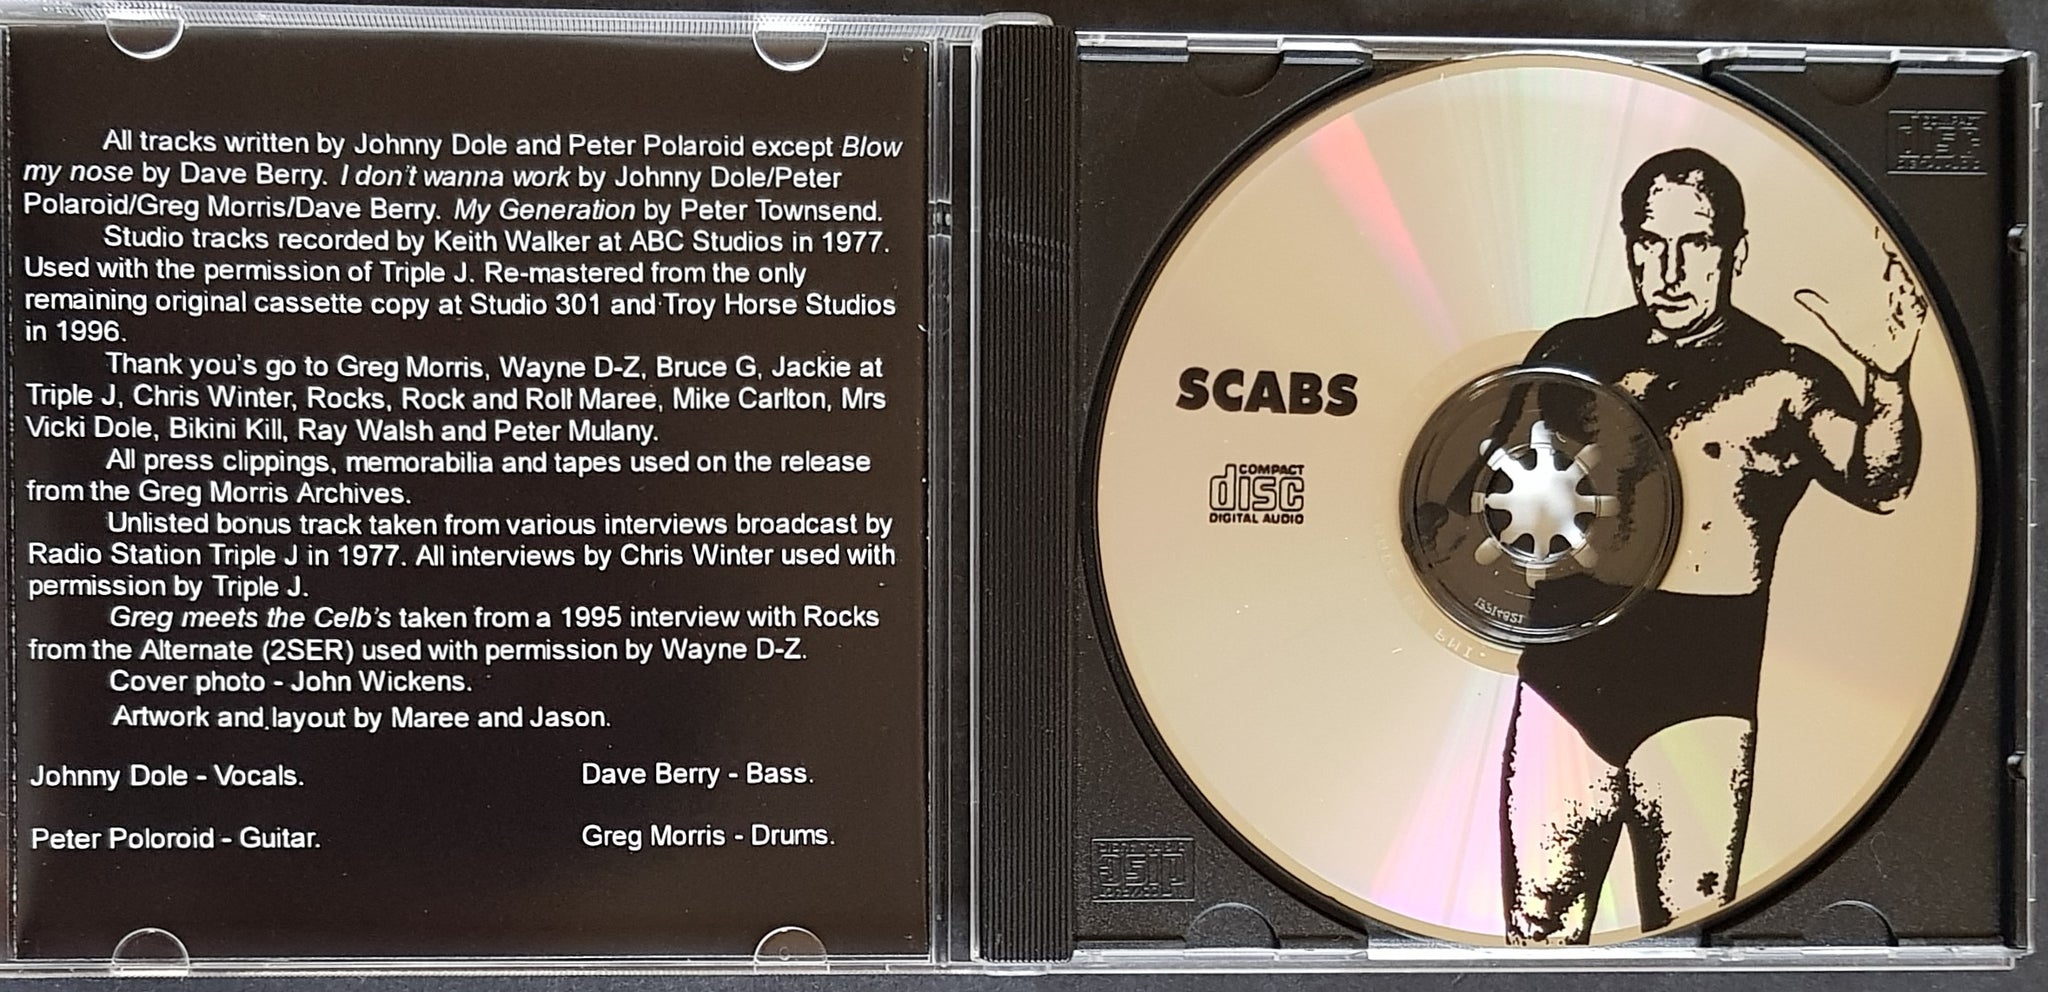 All tracks written by Johnny Dole and Peter Polaroid except Blow
my nose by Dave Berry. I don't wanna work by Johnny Dole/Peter
Polaroid/Greg Morris/Dave Berry. My Generation by Peter Townsend.
Studio tracks recorded by Keith Walker at ABC Studios in 1977.
Used with the permission of Triple J. Re-mastered from the only
remaining original cassette copy at Studio 301 and Troy Horse Studios
in 1996.
Thank you's go to Greg Morris, Wayne D-Z, Bruce G, Jackie at
Triple J, Chris Winter, Rocks, Rock and Roll Maree, Mike Carlton, Mrs
Vicki Dole, Bikini Kill, Ray Walsh and Peter Mulany.
All press clippings, memorabilia and tapes used on the release
from the Greg Morris Archives.
Unlisted bonus track taken from various interviews broadcast by
Radio Station Triple J in 1977. All interviews by Chris Winter used with
permission by Triple J.
Greg meets the Celb's taken from a 1995 interview with Rocks
from the Alternate (2SER) used with permission by Wayne D-Z.
Cover photo - John Wickens.
Artwork and layout by Maree and Jason.
Johnny Dole - Vocals. Dave Berry - Bass.
Peter Poloroid - Guitar. Greg Morris - Drums.
SCABS
COMPACT
disc
DIGITAL AUDIO